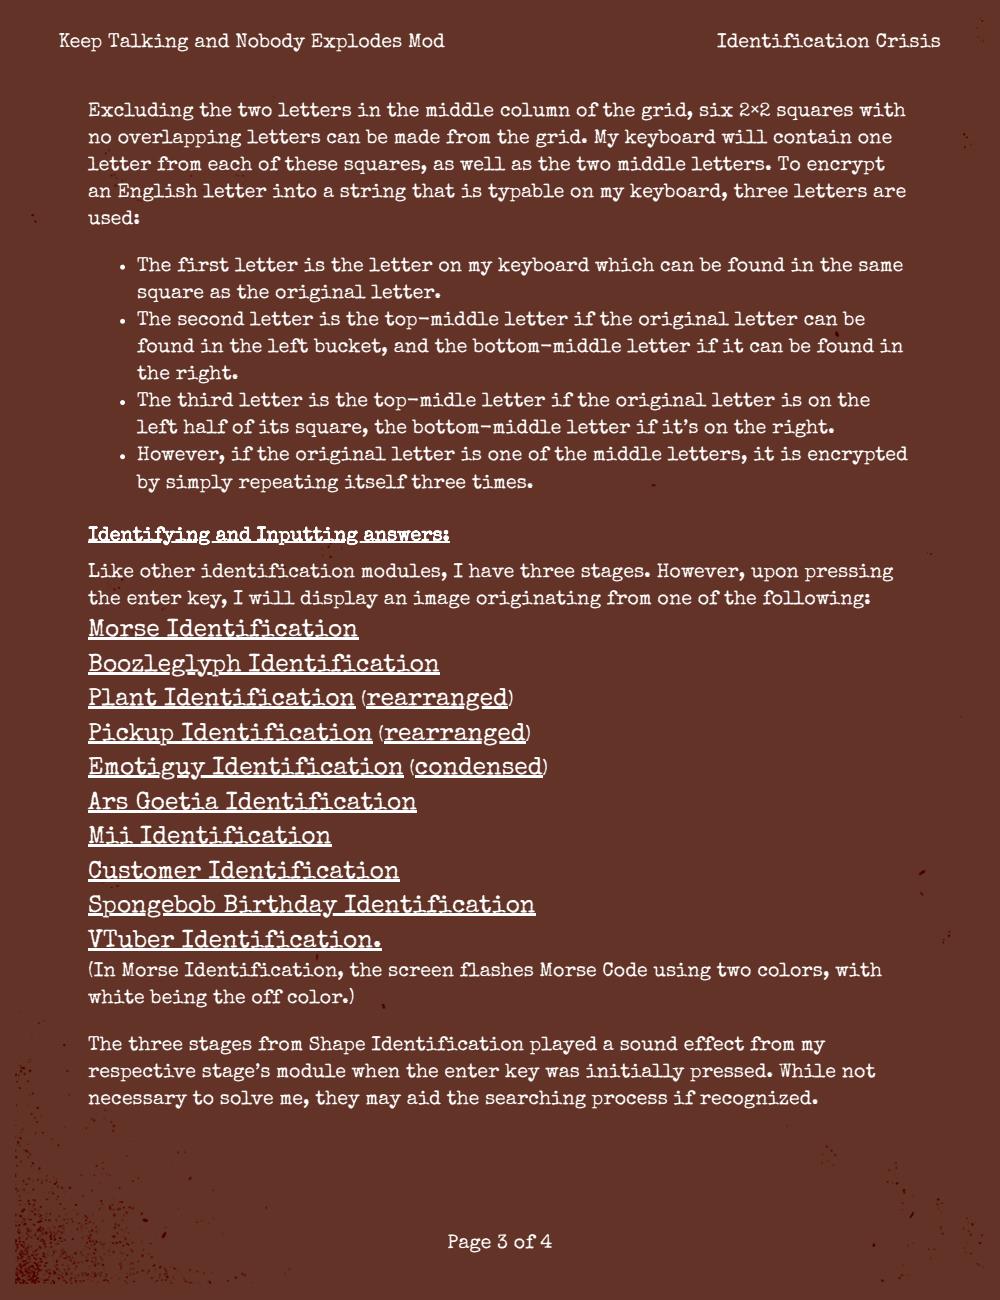 Keep Talking and Nobody Explodes Mod
Identification Crisis
Excluding the two letters in the middle column of the grid, six 2×2 squares with
no overlapping letters can be made from the grid. My keyboard will contain one
letter from each of these squares, as well as the two middle letters. To encrypt
an English letter into a string that is typable on my keyboard, three letters are
used:
• The first letter is the letter on my keyboard which can be found in the same
square as the original letter.
• The second letter is the top-middle letter if the original letter can be
found in the left bucket, and the bottom-middle letter if it can be found in
the right.
• The third letter is the top-midle letter if the original letter is on the
left half of its square, the bottom-middle letter if it's on the right.
• However, if the original letter is one of the middle letters, it is encrypted
by simply repeating itself three times.
Identifying and Inputting answers:
Like other identification modules, I have three stages. However, upon pressing
the enter key, I will display an image originating from one of the following:
Morse Identification
Boozleglyph Identification
Plant Identification (rearranged)
Pickup Identification (rearranged)
Emotiguy Identification (condensed)
Ars Goetia Identification
Mii Identification
Customer Identification
Spongebob Birthday Identification
VTuber Identification.
(In Morse Identification, the screen flashes Morse Code using two colors, with
white being the off color.)
The three stages from Shape Identification played a sound effect from my
respective stage's module when the enter key was initially pressed. While not
necessary to solve me, they may aid the searching process if recognized.
Page 3 of 4